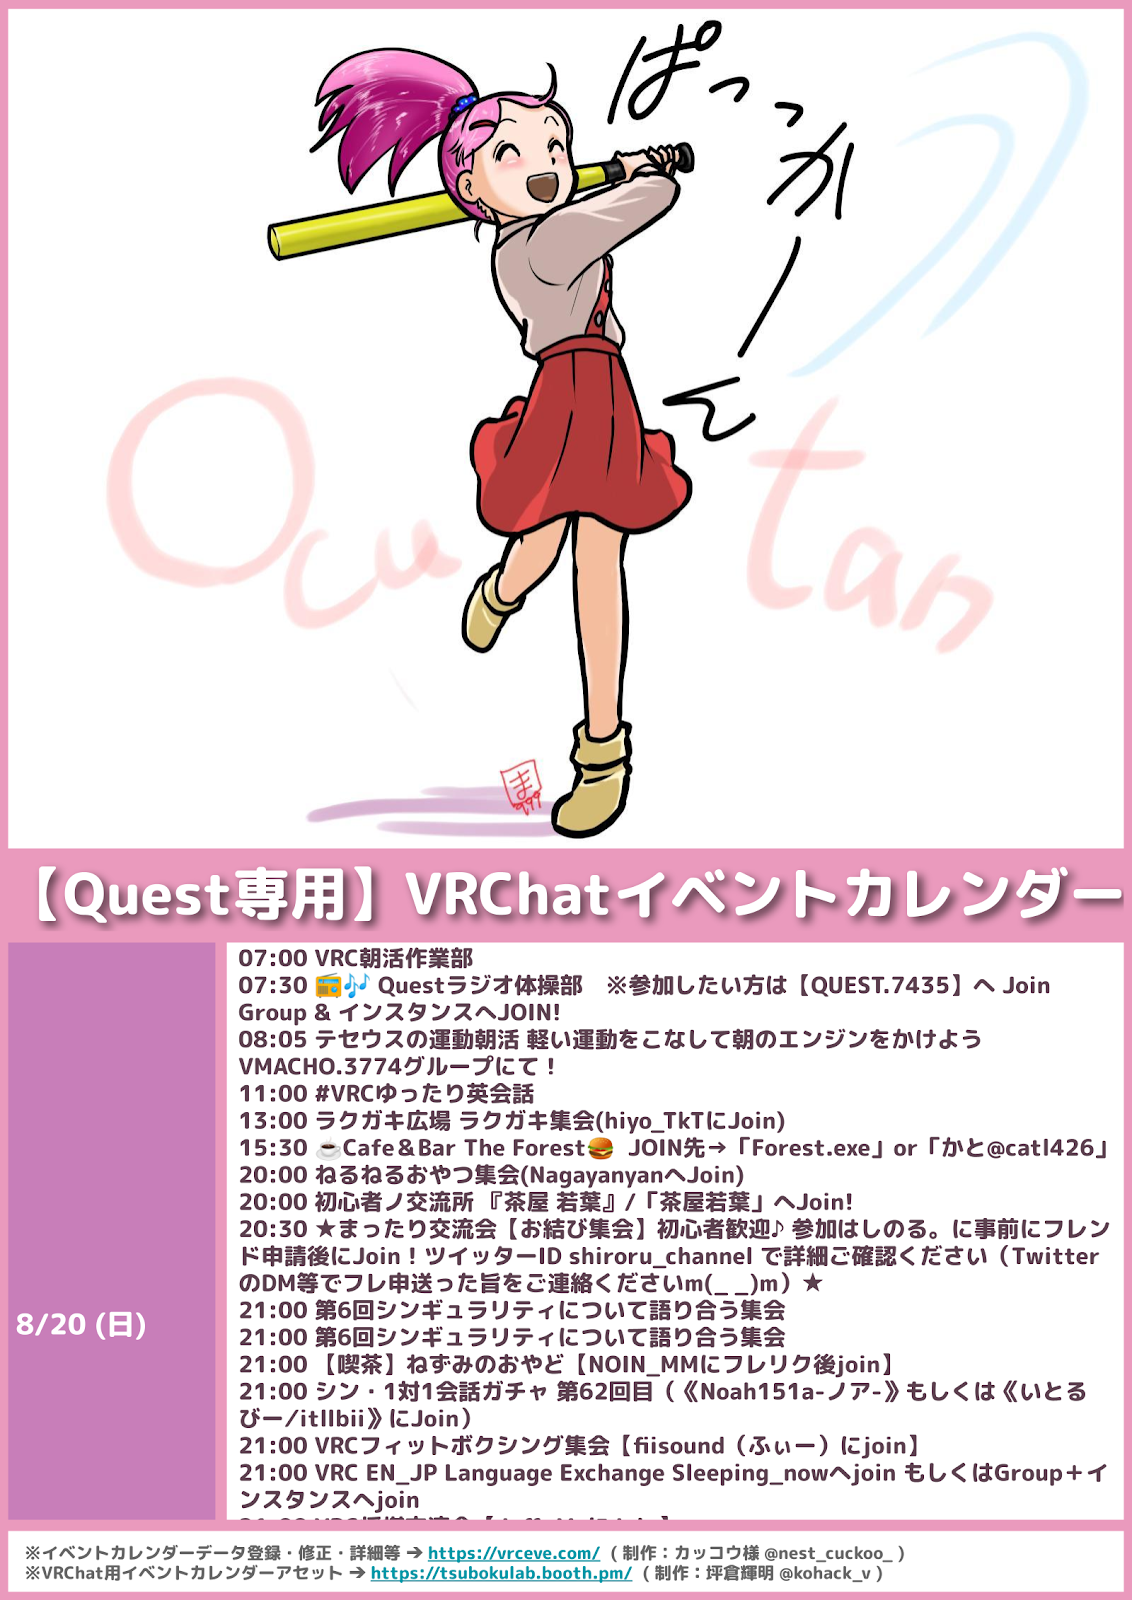 ぱっっかーん
Ocu tan
ま
999
【Quest専用】VRChatイベントカレンダー
8/20 (日)
07:00 VRC朝活作業部
07:30 📻🎶 Questラジオ体操部　※参加したい方は【QUEST.7435】へ Join
Group & インスタンスへJOIN!
08:05 テセウスの運動朝活 軽い運動をこなして朝のエンジンをかけよう
VMACHO.3774グループにて！
11:00 #VRCゆったり英会話
13:00 ラクガキ広場 ラクガキ集会(hiyo_TkTにJoin)
15:30 ☕Cafe＆Bar The Forest🍔 JOIN先→「Forest.exe」or「かと@catl426」
20:00 ねるねるおやつ集会(NagayanyanへJoin)
20:00 初心者ノ交流所 『茶屋 若葉』/「茶屋若葉」へJoin!
20:30 ★まったり交流会【お結び集会】初心者歓迎♪ 参加はしのる。に事前にフレン
ド申請後にJoin！ツイッターID shiroru_channel で詳細ご確認ください（Twitter
のDM等でフレ申送った旨をご連絡くださいm(_ _)m）★
21:00 第6回シンギュラリティについて語り合う集会
21:00 第6回シンギュラリティについて語り合う集会
21:00 【喫茶】ねずみのおやど【NOIN_MMにフレリク後join】
21:00 シン・1対1会話ガチャ 第62回目（《Noah151a-ノア-》もしくは《いとる
びー/itllbii》にJoin）
21:00 VRCフィットボクシング集会【fiisound（ふぃー）にjoin】
21:00 VRC EN_JP Language Exchange Sleeping_nowへjoin もしくはGroup＋イ
ンスタンスへjoin
※イベントカレンダーデータ登録・修正・詳細等 ➔ https://vrceve.com/ （ 制作：カッコウ様 @nest_cuckoo_ ）
※VRChat用イベントカレンダーアセット ➔ https://tsubokulab.booth.pm/ （ 制作：坪倉輝明 @kohack_v ）